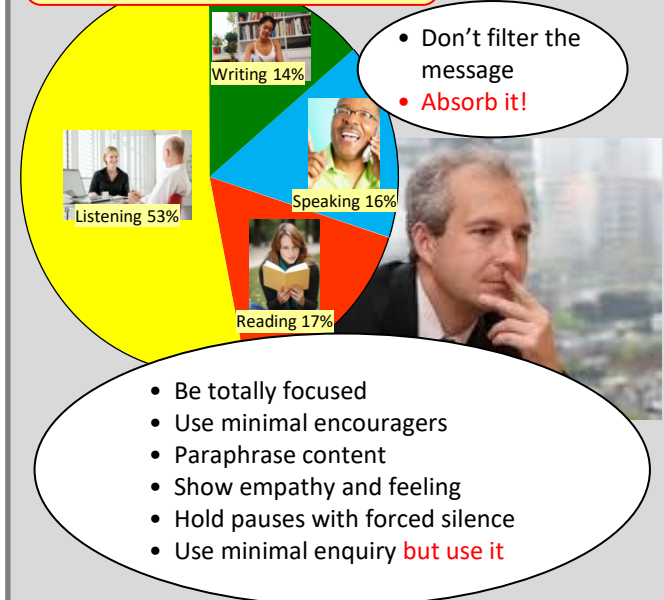 Writing 14%
• Don’t filter the
message
• Absorb it!
Speaking 16%
Listening 53%
Reading 17%
• Be totally focused
• Use minimal encouragers
• Paraphrase content
• Show empathy and feeling
• Hold pauses with forced silence
• Use minimal enquiry but use it